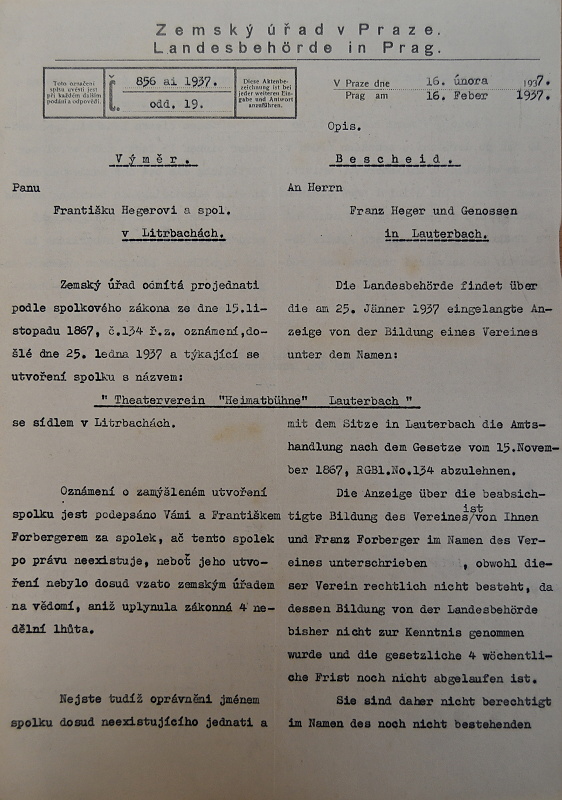 Zemský úřad v Praze.
Landesbehörde in Prag.
Toto označení
spisu uvésti jest
při každém dalším
podání a odpovědi.
Č. 856 ai 1937.
odd. 19.
Diese Aktenbe-
zeichnung ist bei
jeder weiteren Ein-
gabe und Antwort
anzuführen.
V Praze dne 16. února 1937.
Prag am 16. Feber 1937.
Opis.
Výměr.
Panu
Františku Hegerovi a spol.
v Litrbachách.
Zemský úřad odmítá projednati
podle spolkového zákona ze dne 15.li-
stopadu 1867, č.134 ř.z. oznámení,do-
šlé dne 25. ledna 1937 a týkající se
utvoření spolku s názvem:
Bescheid.
An Herrn
Franz Heger und Genossen
in Lauterbach.
Die Landesbehörde findet über
die am 25. Jänner 1937 eingelangte An-
zeige von der Bildung eines Vereines
unter dem Namen:
" Theaterverein "Heimatbühne" Lauterbach "
se sídlem v Litrbachách.
Oznámení o zamýšleném utvoření
spolku jest podepsáno Vámi a Františkem
Forbergerem za spolek, ač tento spolek
po právu neexistuje, neboť jeho utvo-
ření nebylo dosud vzato zemským úřadem
na vědomí, aniž uplynula zákonná 4 ne-
dělní lhůta.
Nejste tudíž oprávněni jménem
spolku dosud neexistujícího jednati a
mit dem Sitze in Lauterbach die Amts-
handlung nach dem Gesetze vom 15.Novem-
ber 1867, RGBl.No.134 abzulehnen.
Die Anzeige über die beabsich-
tigte Bildung des Vereines/ist von Ihnen
und Franz Forberger im Namen des Ver-
eines unterschrieben , obwohl die-
ser Verein rechtlich nicht besteht, da
dessen Bildung von der Landesbehörde
bisher nicht zur Kenntnis genommen
wurde und die gesetzliche 4 wöchentli-
che Frist noch nicht abgelaufen ist.
Sie sind daher nicht berechtigt
im Namen des noch nicht bestehenden